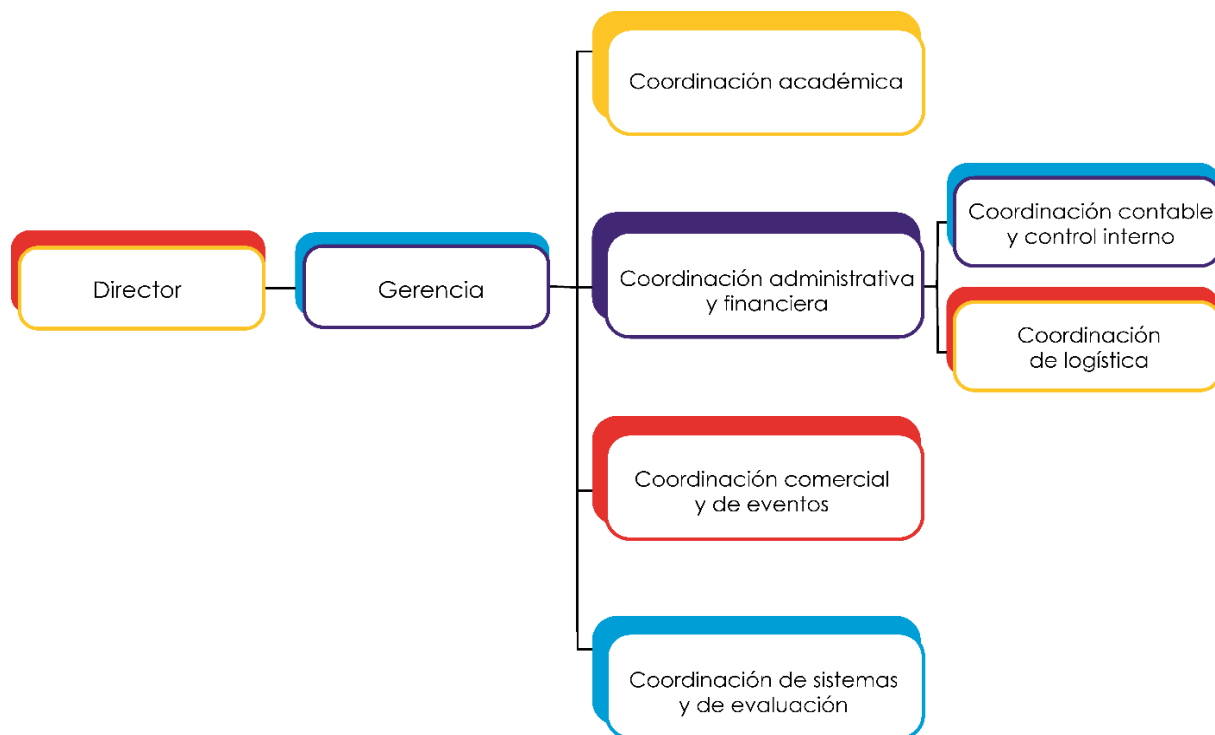 Director
Gerencia
Coordinación académica
Coordinación administrativa
y financiera
Coordinación contable
y control interno
Coordinación
de logística
Coordinación comercial
y de eventos
Coordinación de sistemas
y de evaluación